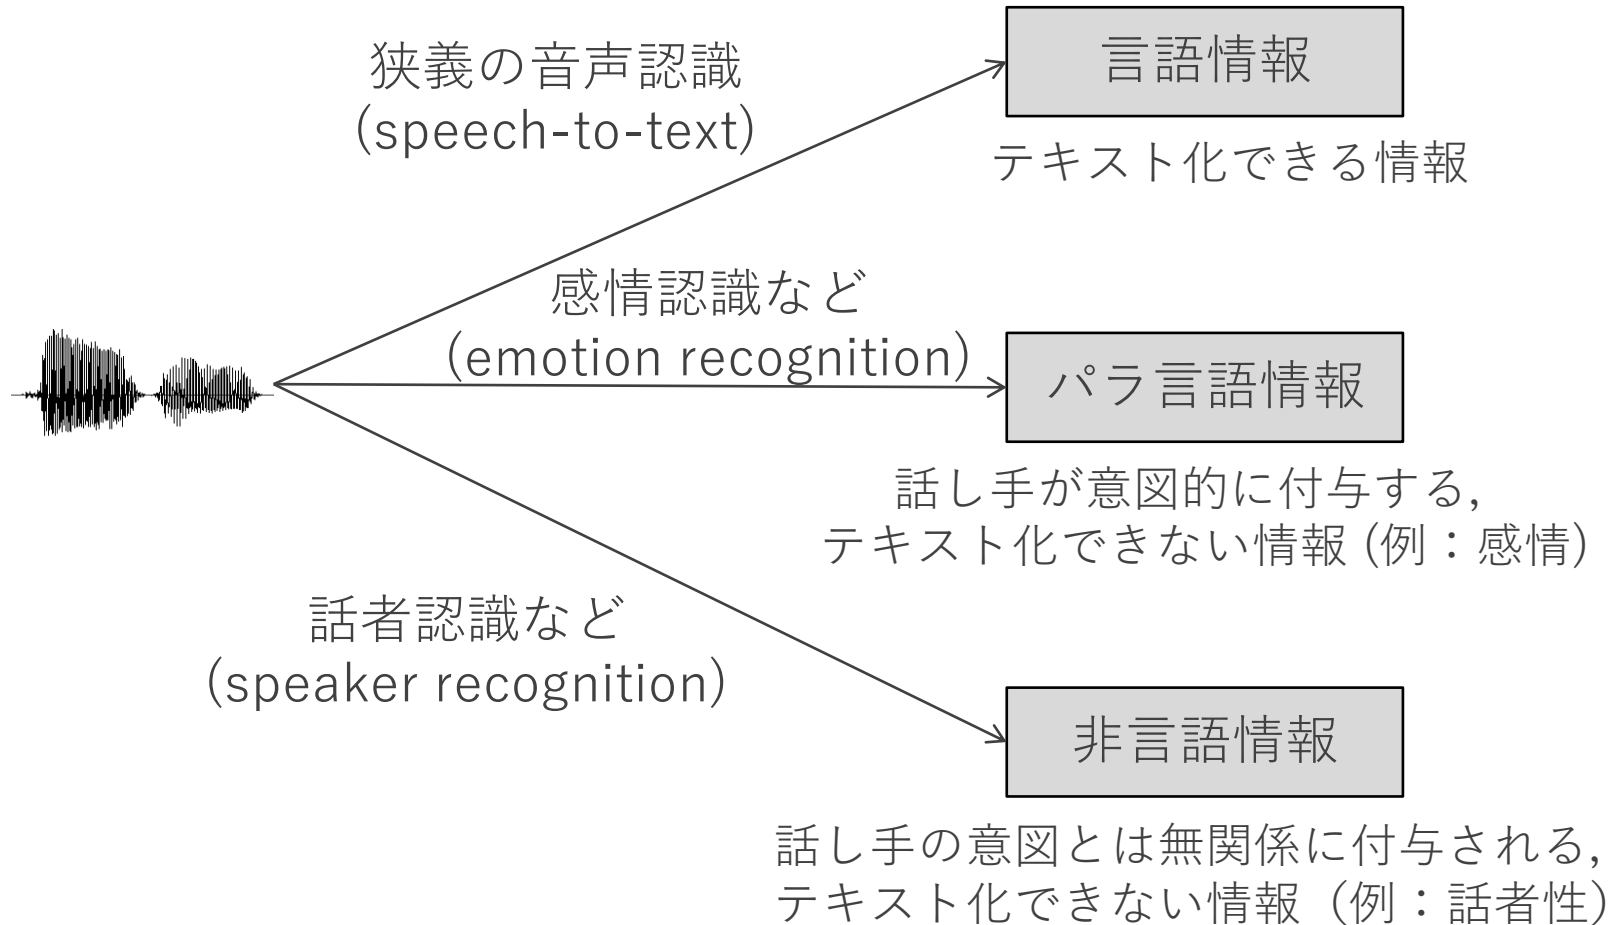 狭義の音声認識
(speech-to-text)
言語情報
テキスト化できる情報
感情認識など
(emotion recognition)
パラ言語情報
話し手が意図的に付与する,
テキスト化できない情報 (例：感情)
話者認識など
(speaker recognition)
非言語情報
話し手の意図とは無関係に付与される,
テキスト化できない情報（例：話者性）